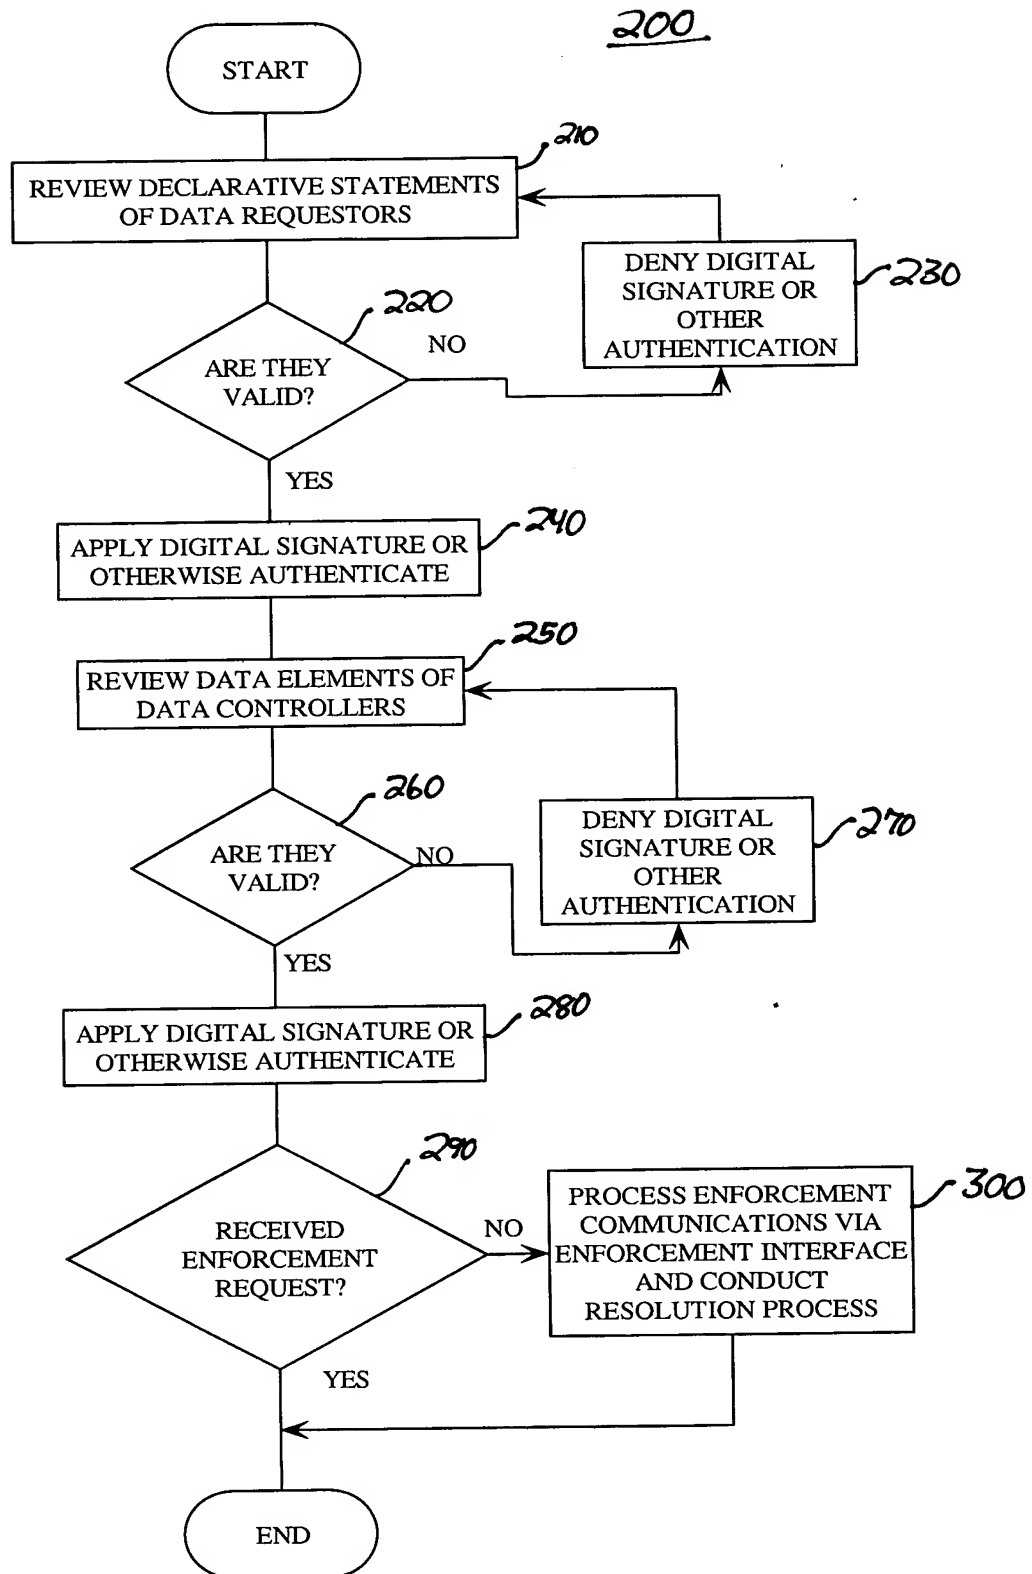 200
START
210
REVIEW DECLARATIVE STATEMENTS
OF DATA REQUESTORS
DENY DIGITAL
SIGNATURE OR
OTHER
AUTHENTICATION
230
220
NO
ARE THEY
VALID?
YES
240
APPLY DIGITAL SIGNATURE OR
OTHERWISE AUTHENTICATE
250
REVIEW DATA ELEMENTS OF
DATA CONTROLLERS
260
DENY DIGITAL
SIGNATURE OR
OTHER
AUTHENTICATION
270
ARE THEY
VALID?
NO
YES
280
APPLY DIGITAL SIGNATURE OR
OTHERWISE AUTHENTICATE
290
RECEIVED
ENFORCEMENT
REQUEST?
NO
PROCESS ENFORCEMENT
COMMUNICATIONS VIA
ENFORCEMENT INTERFACE
AND CONDUCT
RESOLUTION PROCESS
300
YES
END